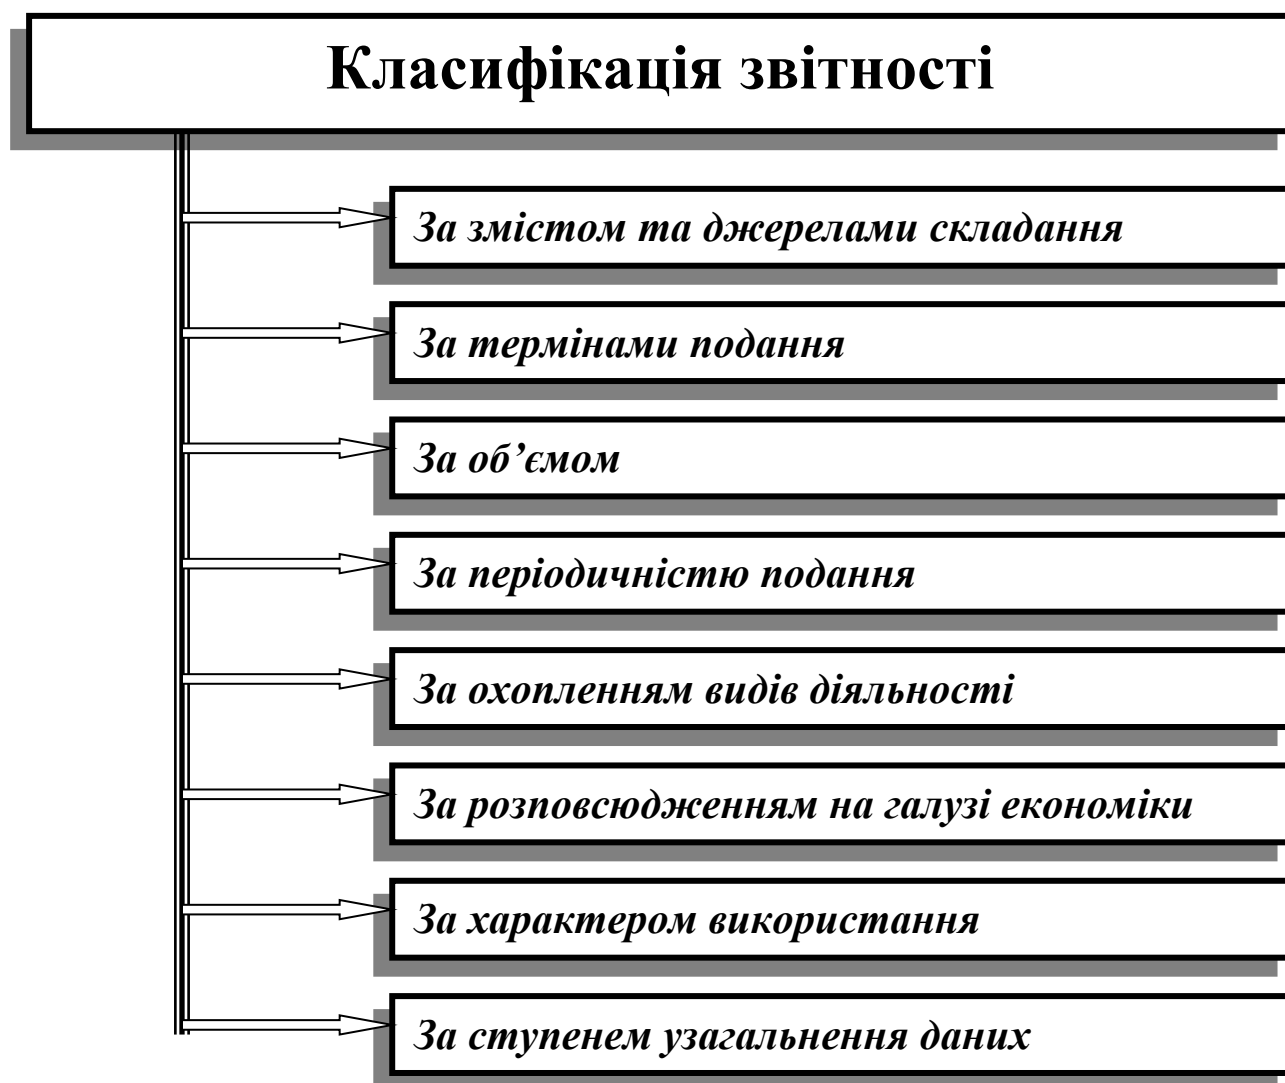 Класифікація звітності
За змістом та джерелами складання
За термінами подання
За об’ємом
За періодичністю подання
За охопленням видів діяльності
За розповсюдженням на галузі економіки
За характером використання
За ступенем узагальнення даних